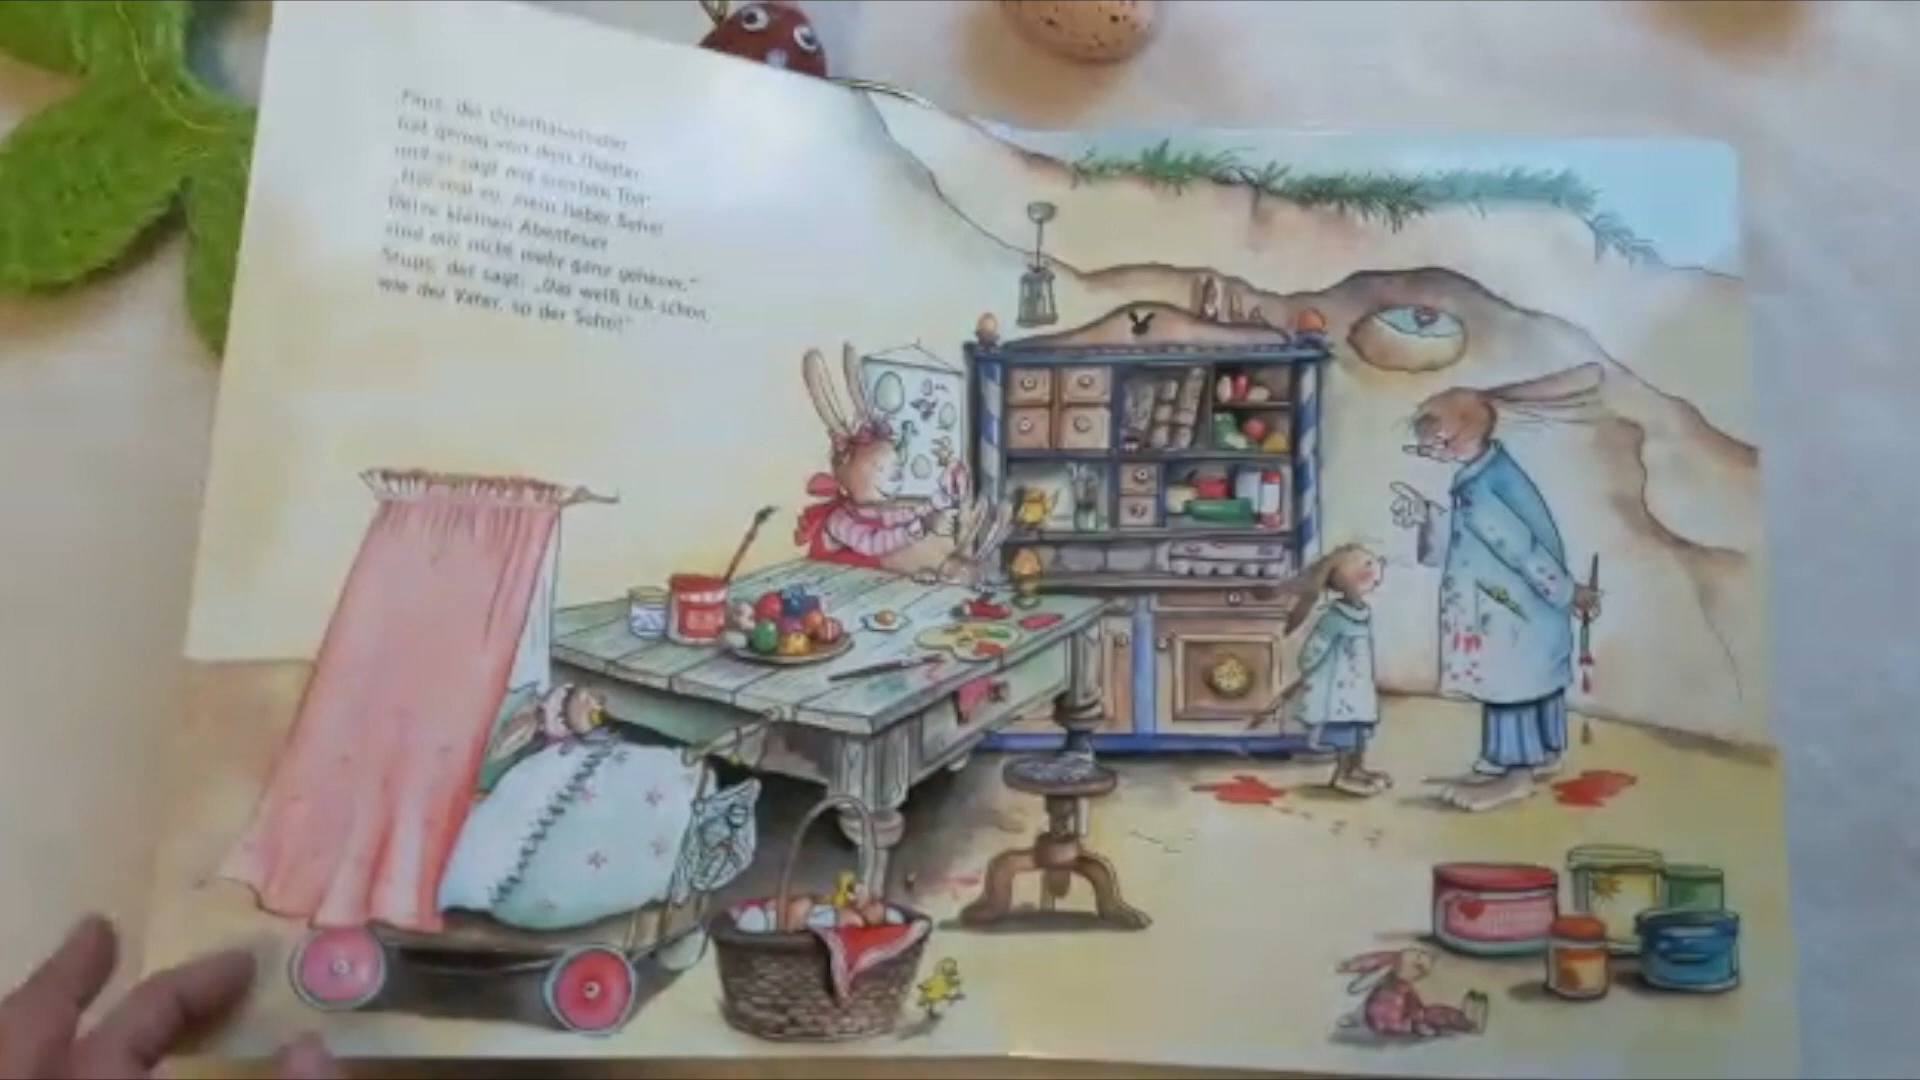 Paul, der Osterhasenvater
hat genug von dem Theater
und er sagt mit ernstem Ton:
„Hör mal zu, mein lieber Sohn!
Deine kleinen Abenteuer
sind mir nicht mehr ganz geheuer.“
Stups, der sagt: „Das weiß ich schon,
wie der Vater, so der Sohn!“